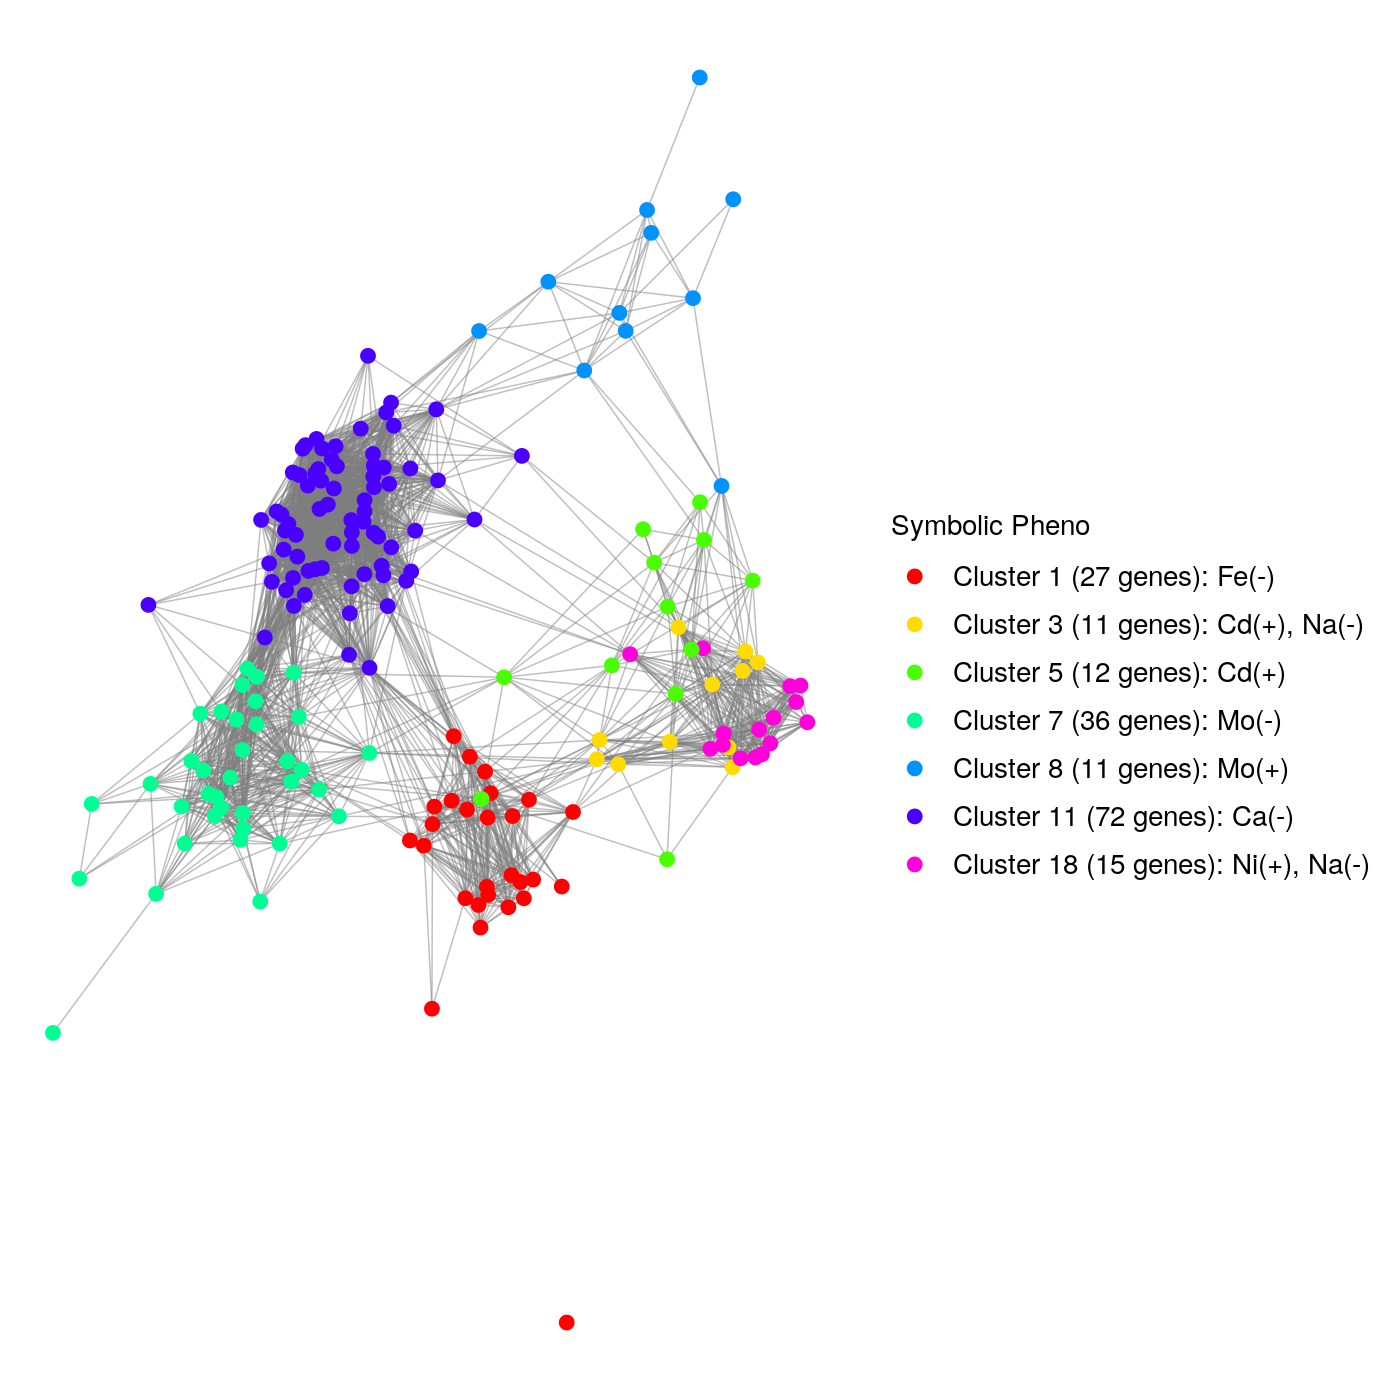 Symbolic Pheno
Cluster 1 (27 genes): Fe(-)
Cluster 3 (11 genes): Cd(+), Na(-)
Cluster 5 (12 genes): Cd(+)
Cluster 7 (36 genes): Mo(-)
Cluster 8 (11 genes): Mo(+)
Cluster 11 (72 genes): Ca(-)
Cluster 18 (15 genes): Ni(+), Na(-)